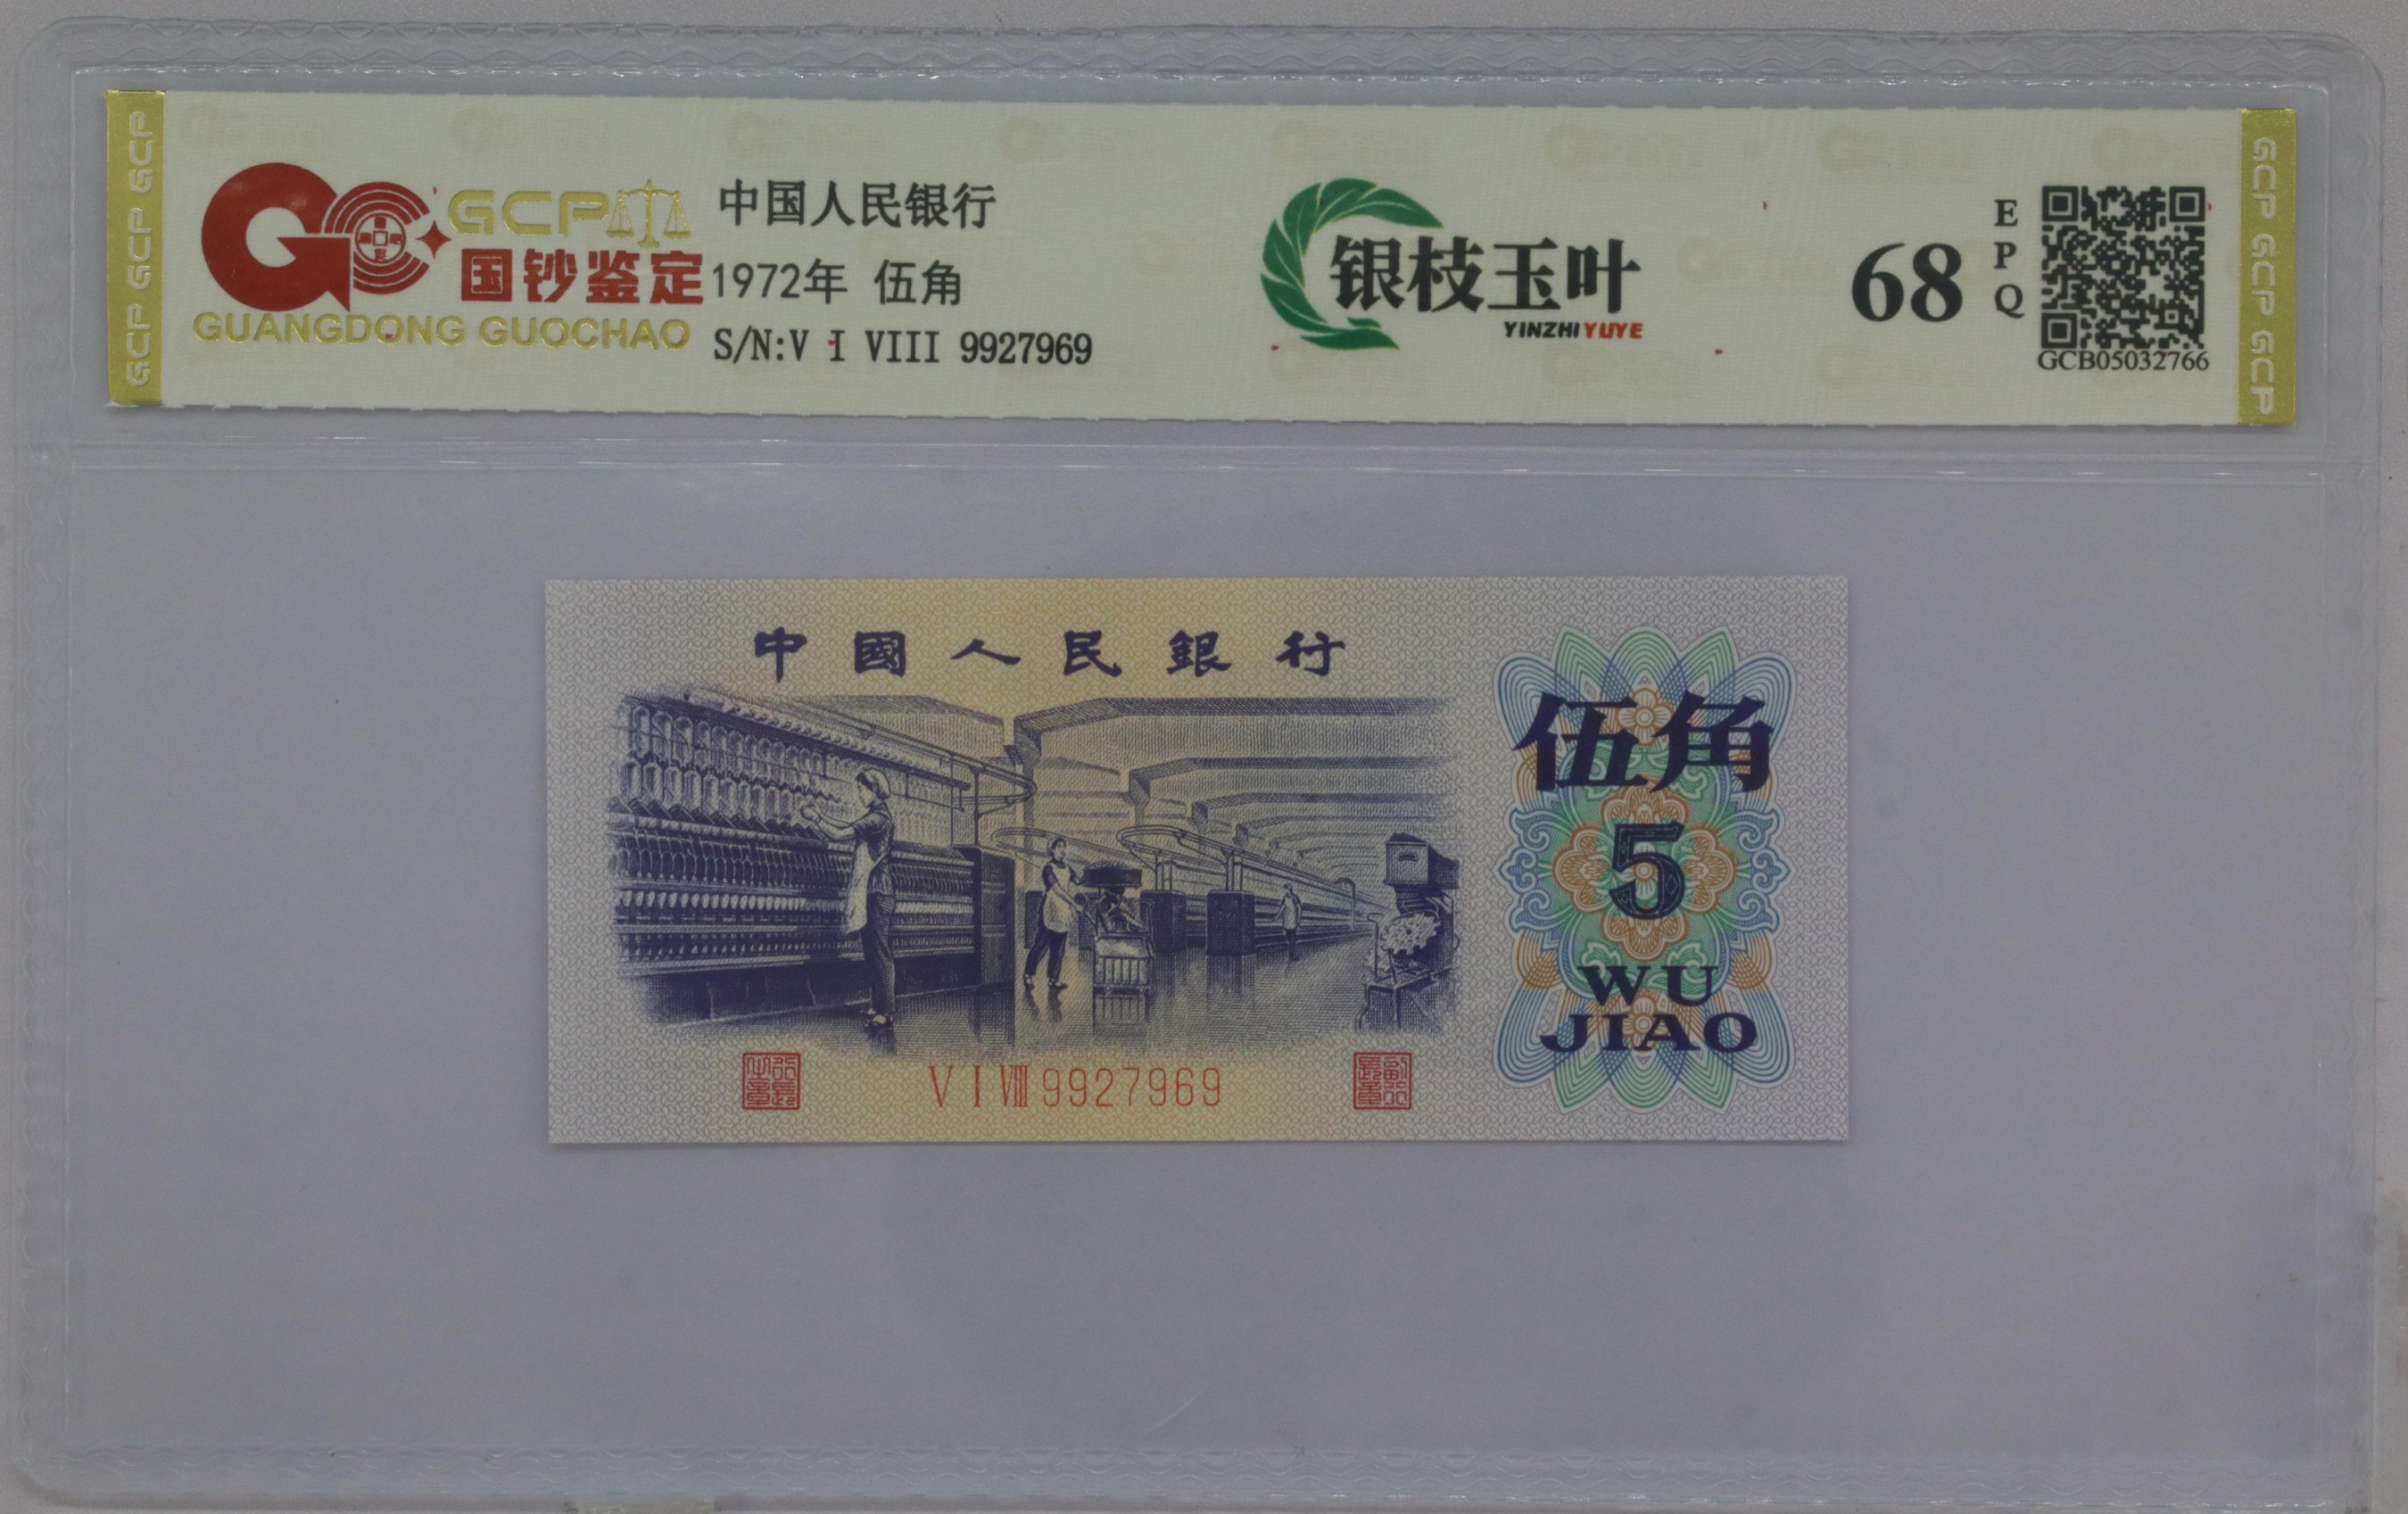 GCP GCP GCP
GCP
国钞鉴定
GUANGDONG GUOCHAO
中国人民银行
1972年 伍角
S/N:V I VIII 9927969
银枝玉叶
YINZHIYUYE
68
EPQ
GCB05032766
GCP GCP GCP
中國人民銀行
伍角
5
WU
JIAO
V I VIII 9927969